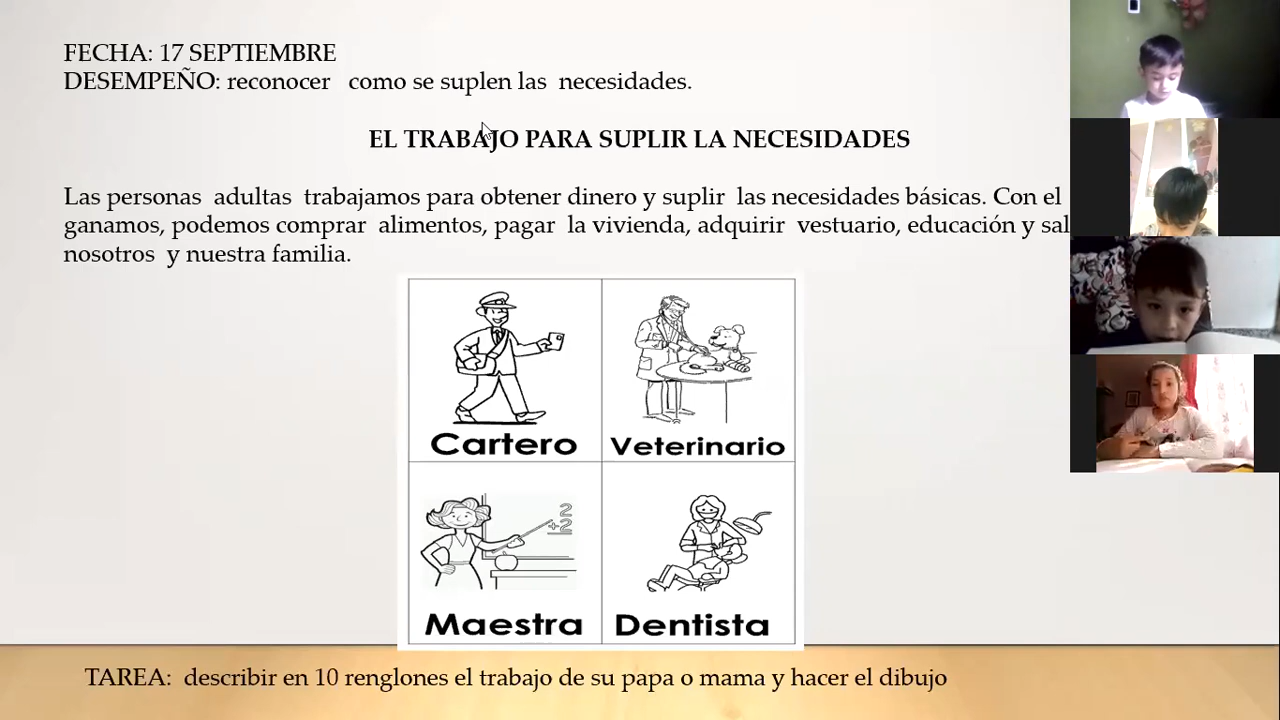 FECHA: 17 SEPTIEMBRE
DESEMPEÑO: reconocer como se suplen las necesidades.
EL TRABAJO PARA SUPLIR LA NECESIDADES
Las personas adultas trabajamos para obtener dinero y suplir las necesidades básicas. Con el
ganamos, podemos comprar alimentos, pagar la vivienda, adquirir vestuario, educación y sal
nosotros y nuestra familia.
Cartero
Veterinario
2
+2
Maestra
Dentista
TAREA: describir en 10 renglones el trabajo de su papa o mama y hacer el dibujo